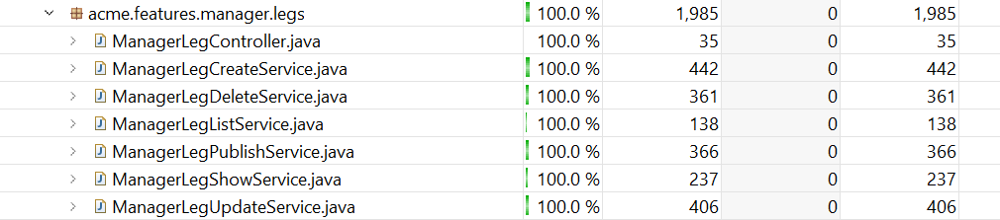 acme.features.manager.legs 100.0 % 1,985 0 1,985
ManagerLegController.java 100.0 % 35 0 35
ManagerLegCreateService.java 100.0 % 442 0 442
ManagerLegDeleteService.java 100.0 % 361 0 361
ManagerLegListService.java 100.0 % 138 0 138
ManagerLegPublishService.java 100.0 % 366 0 366
ManagerLegShowService.java 100.0 % 237 0 237
ManagerLegUpdateService.java 100.0 % 406 0 406